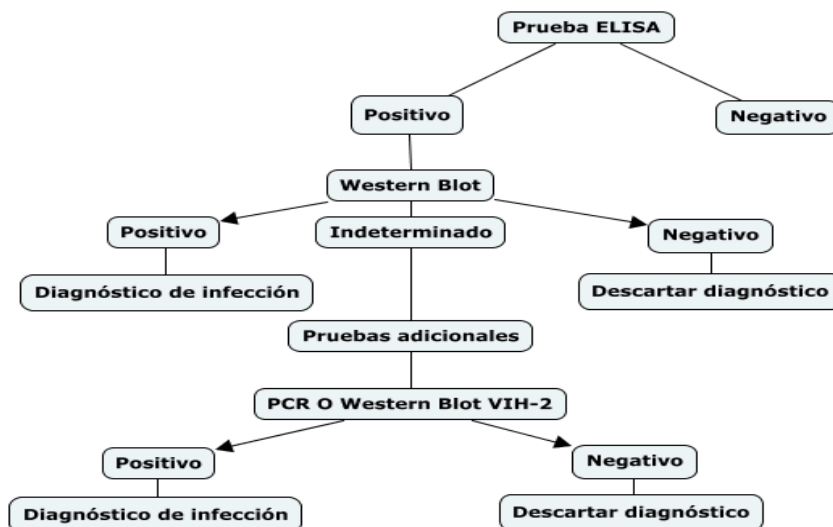 Prueba ELISA
Positivo
Negativo
Western Blot
Positivo
Indeterminado
Negativo
Diagnóstico de infección
Descartar diagnóstico
Pruebas adicionales
PCR O Western Blot VIH-2
Positivo
Negativo
Diagnóstico de infección
Descartar diagnóstico